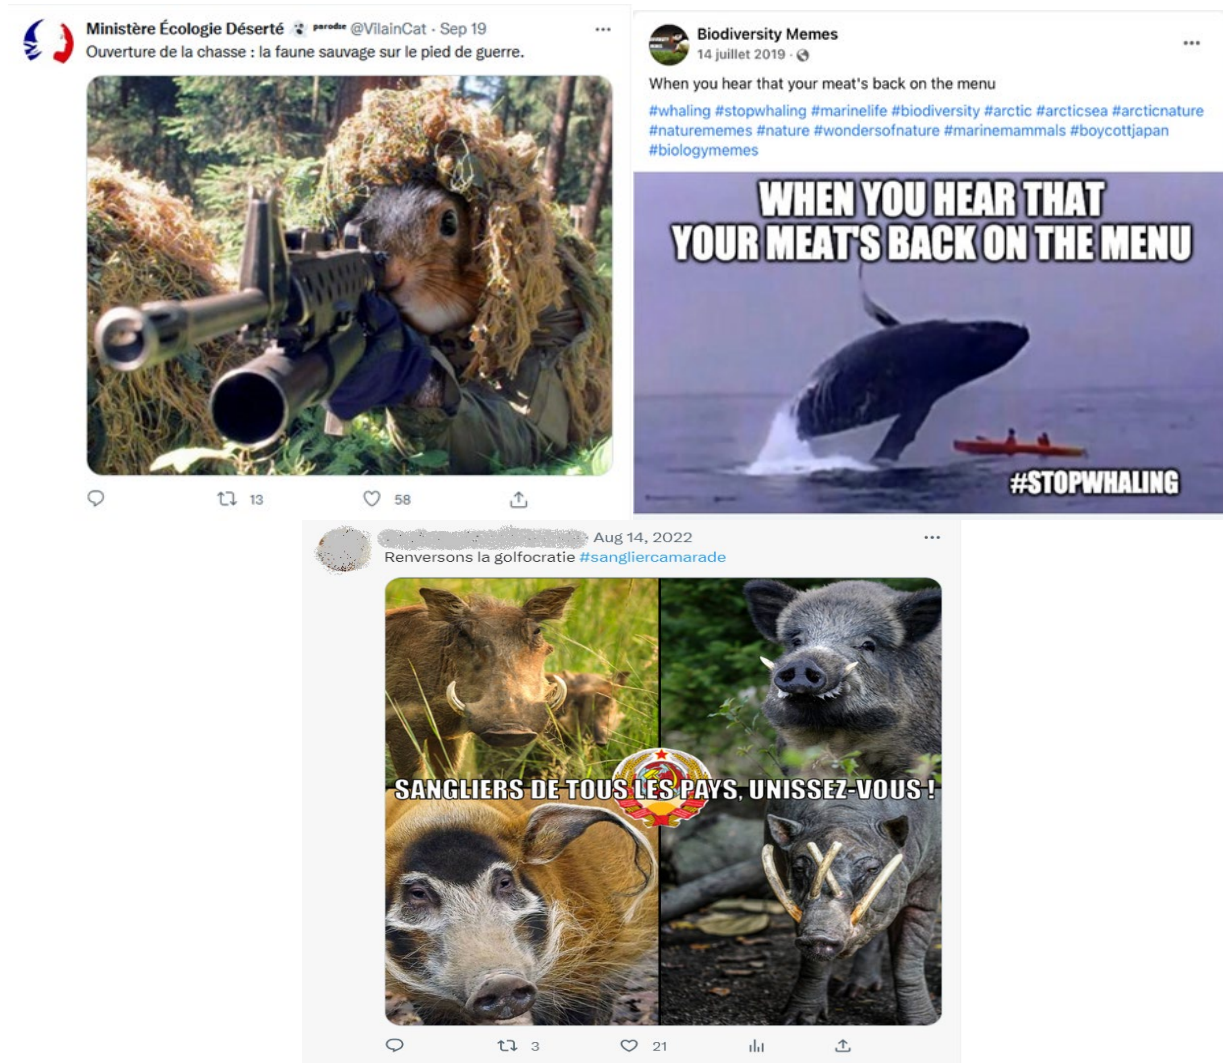 Ministère Écologie Déserté parodie @VilainCat · Sep 19
Ouverture de la chasse : la faune sauvage sur le pied de guerre.
13 58
Biodiversity Memes
14 juillet 2019 ·
When you hear that your meat's back on the menu
#whaling #stopwhaling #marinelife #biodiversity #arctic #arcticsea #arcticnature
#naturememes #nature #wondersofnature #marinemammals #boycottjapan
#biologymemes
WHEN YOU HEAR THAT
YOUR MEAT'S BACK ON THE MENU
#STOPWHALING
· Aug 14, 2022
Renversons la golfocratie #sangliercamarade
SANGLIERS DE TOUS LES PAYS, UNISSEZ-VOUS !
3 21